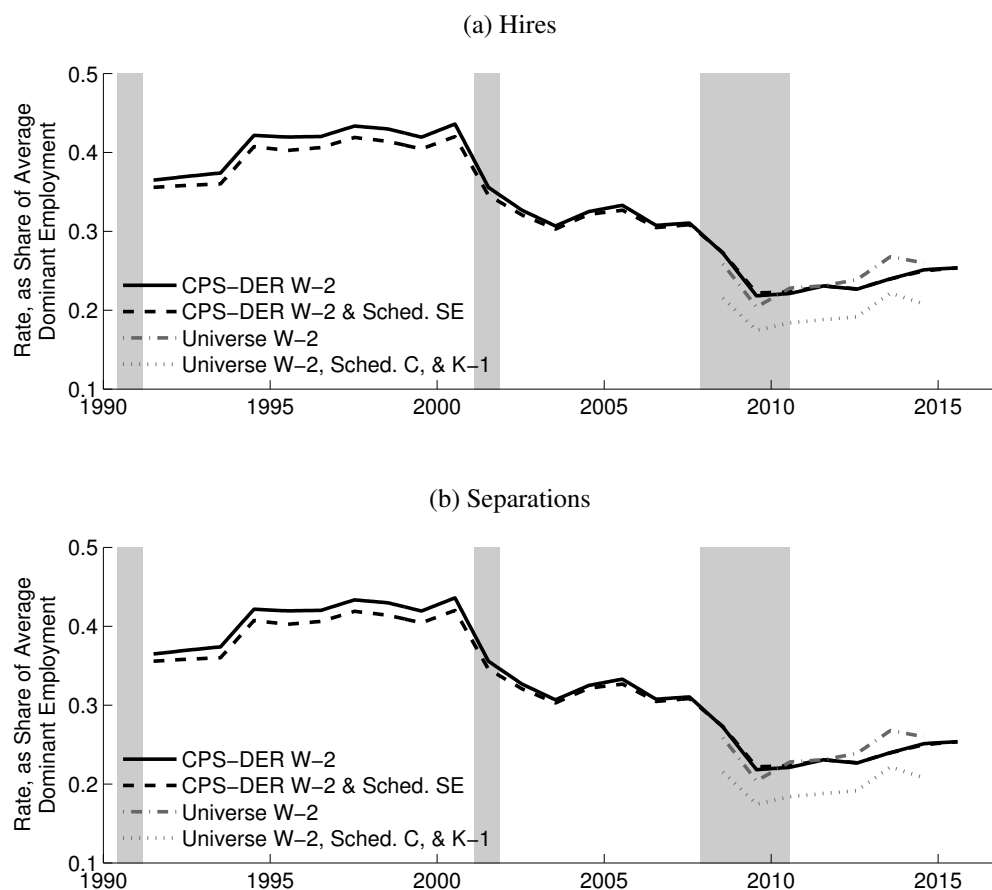 (a) Hires
0.5
0.4
0.3
0.2
0.1
Rate, as Share of Average
Dominant Employment
CPS−DER W−2
CPS−DER W−2 & Sched. SE
Universe W−2
Universe W−2, Sched. C, & K−1
1990 1995 2000 2005 2010 2015
(b) Separations
0.5
0.4
0.3
0.2
0.1
Rate, as Share of Average
Dominant Employment
CPS−DER W−2
CPS−DER W−2 & Sched. SE
Universe W−2
Universe W−2, Sched. C, & K−1
1990 1995 2000 2005 2010 2015